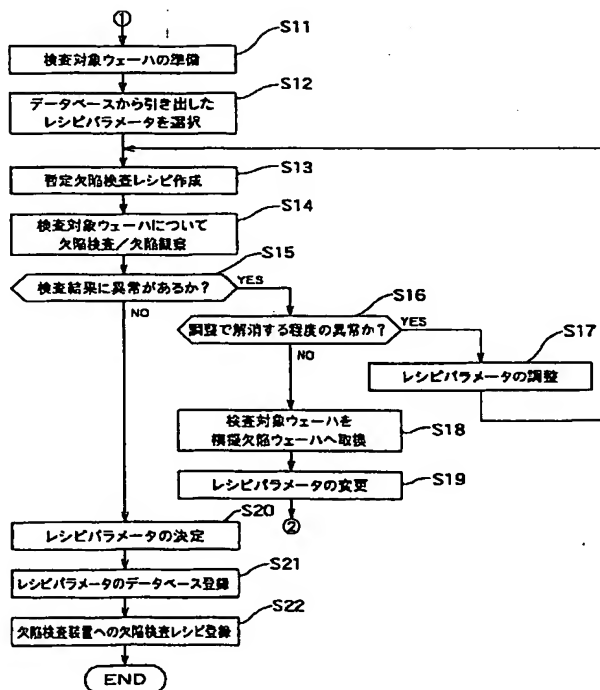 ①
S11
検査対象ウェーハの準備
S12
データベースから引き出した
レシピパラメータを選択
S13
暫定欠陥検査レシピ作成
S14
検査対象ウェーハについて
欠陥検査/欠陥観察
S15
検査結果に異常があるか?
YES
NO
S16
調整で解消する程度の異常か?
YES
NO
S17
レシピパラメータの調整
検査対象ウェーハを
模擬欠陥ウェーハへ取換
S18
レシピパラメータの変更
S19
②
S20
レシピパラメータの決定
S21
レシピパラメータのデータベース登録
S22
欠陥検査装置への欠陥検査レシピ登録
END